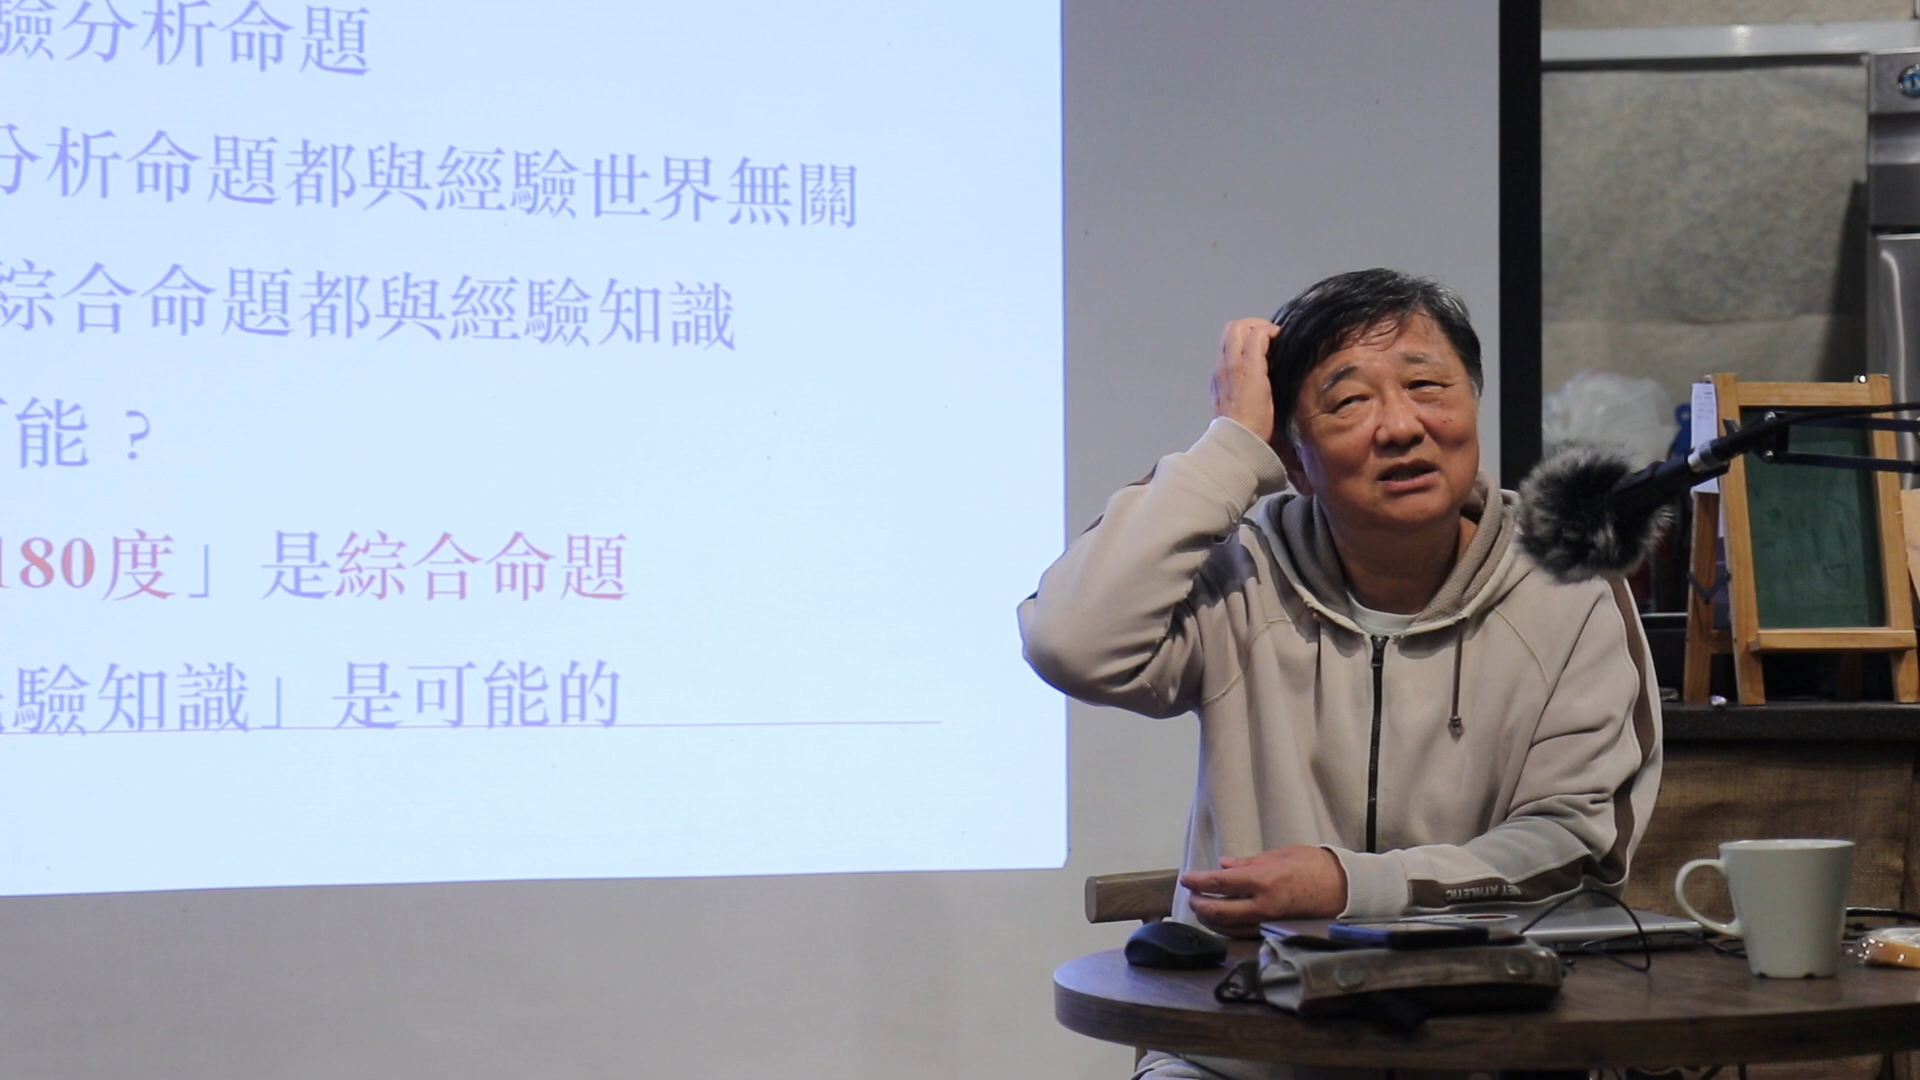 驗分析命題
分析命題都與經驗世界無關
綜合命題都與經驗知識
可能？
180度」是綜合命題
驗知識」是可能的
ATHLETIC